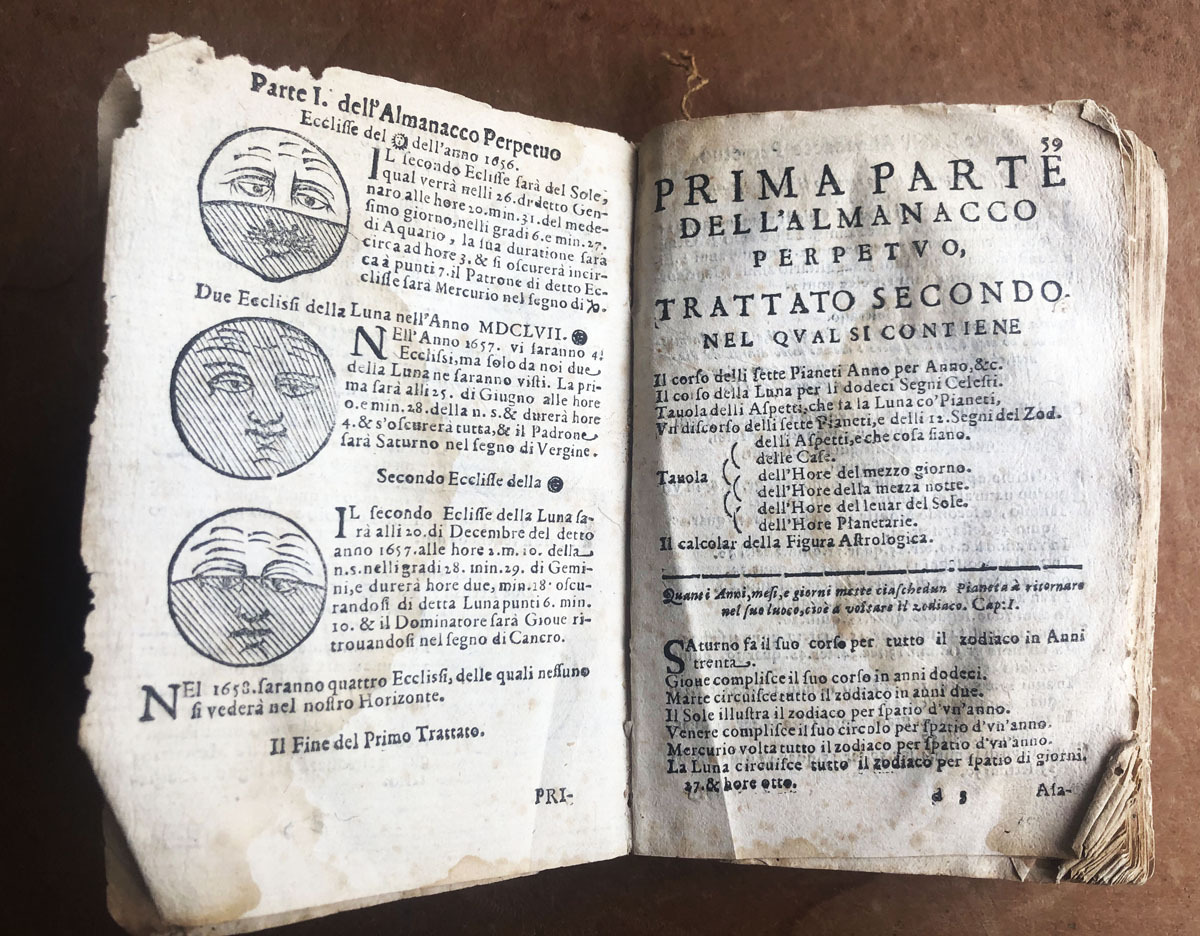 Parte I. dell'Almanacco Perpetuo
Ecclisse del ☼ dell'anno 1656.
IL secondo Eclisse sarà del Sole,
qual verrà nelli 26. di detto Gen-
naro alle hore 20. min. 31. del mede-
simo giorno, nelli gradi 6. e min. 27.
di Aquario, la sua duratione sarà
circa ad hore 3. & si oscurerà incir-
ca à punti 7. il Patrone di detto Ec-
clisse sarà Mercurio nel segno di ♑.
Due Ecclissi della Luna nell'Anno MDCLVII.
NEll'Anno 1657. vi saranno 4.
Ecclissi, ma solo da noi due
della Luna ne saranno visti. La pri-
ma sarà alli 25. di Giugno alle hore
0. e min. 28. della n. s. & durerà hore
4. & s'oscurerà tutta, & il Padrone
sarà Saturno nel segno di Vergine.
Secondo Ecclisse della
IL secondo Eclisse della Luna sa-
rà alli 20. di Decembre del detto
anno 1657. alle hore 2. m. 10. della
n.s. nelli gradi 28. min. 29. di Gemi-
ni, e durerà hore due, min. 18. oscu-
randosi di detta Luna punti 6. min.
10. & il Dominatore sarà Gioue ri-
trouandosi nel segno di Cancro.
NEl 1658. saranno quattro Ecclissi, delle quali nessuno
si vederà nel nostro Horizonte.
Il Fine del Primo Trattato.
PRI-
59
PRIMA PARTE
DELL'ALMANACCO
PERPETVO,
TRATTATO SECONDO
NEL QVAL SI CONTIENE
Il corso delli sette Pianeti Anno per Anno, &c.
Il corso della Luna per li dodeci Segni Celesti.
Tauola delli Aspetti, che fa la Luna co'Pianeti,
Vn discorso delli sette Pianeti, e delli 12. Segni del Zod.
delli Aspetti, e che cosa siano.
delle Case.
Tauola dell'Hore del mezzo giorno.
dell'Hore della mezza notte.
dell'Hore del leuar del Sole.
dell'Hore Planetarie.
Il calcolar della Figura Astrologica.
Quanti Anni, mesi, e giorni mette ciaschedun Pianeta à ritornare
nel suo luoco, cioè à voltare il zodiaco. Cap. I.
SAturno fa il suo corso per tutto il zodiaco in Anni
trenta.
Gioue complisce il suo corso in anni dodeci.
Marte circuisce tutto il zodiaco in anni due.
Il Sole illustra il zodiaco per spatio d'vn'anno.
Venere complisce il suo circolo per spatio d'vn'anno.
Mercurio volta tutto il zodiaco per spatio d'vn'anno.
La Luna circuisce tutto il zodiaco per spatio di giorni.
27. & hore otto.
d 5 Asa-